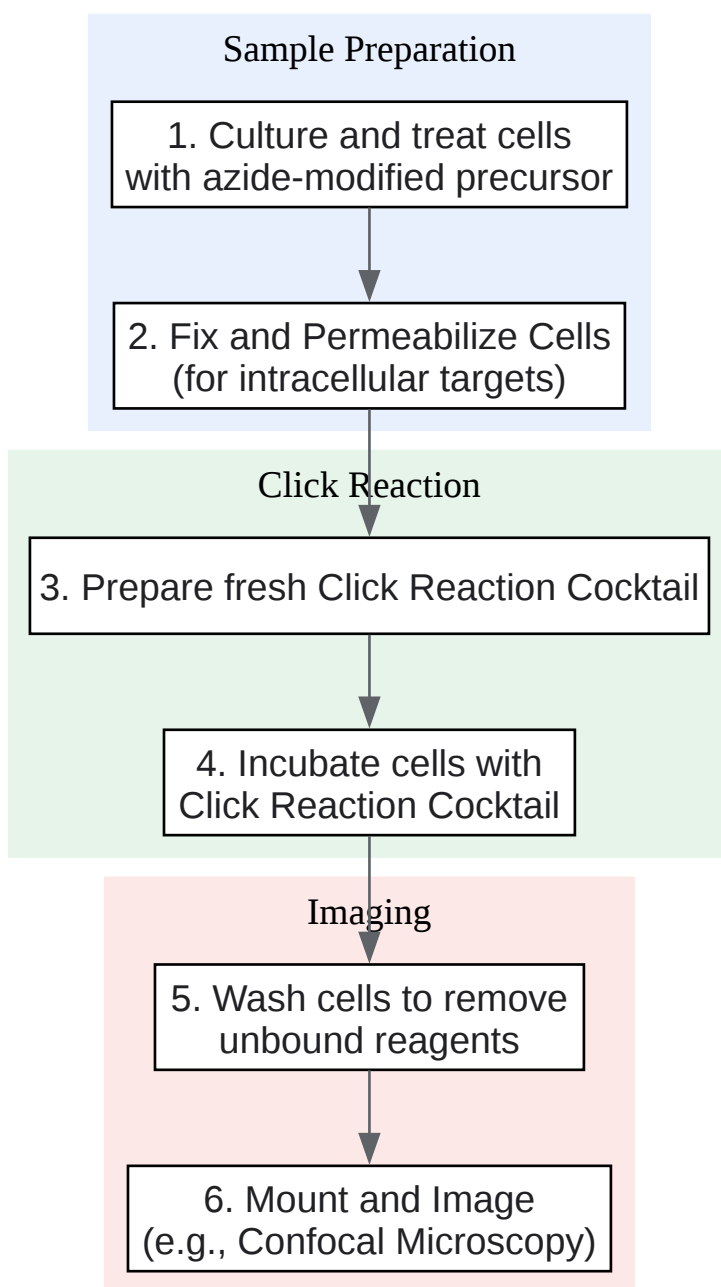 Sample Preparation
1. Culture and treat cells
with azide-modified precursor
2. Fix and Permeabilize Cells
(for intracellular targets)
Click Reaction
3. Prepare fresh Click Reaction Cocktail
4. Incubate cells with
Click Reaction Cocktail
Imaging
5. Wash cells to remove
unbound reagents
6. Mount and Image
(e.g., Confocal Microscopy)